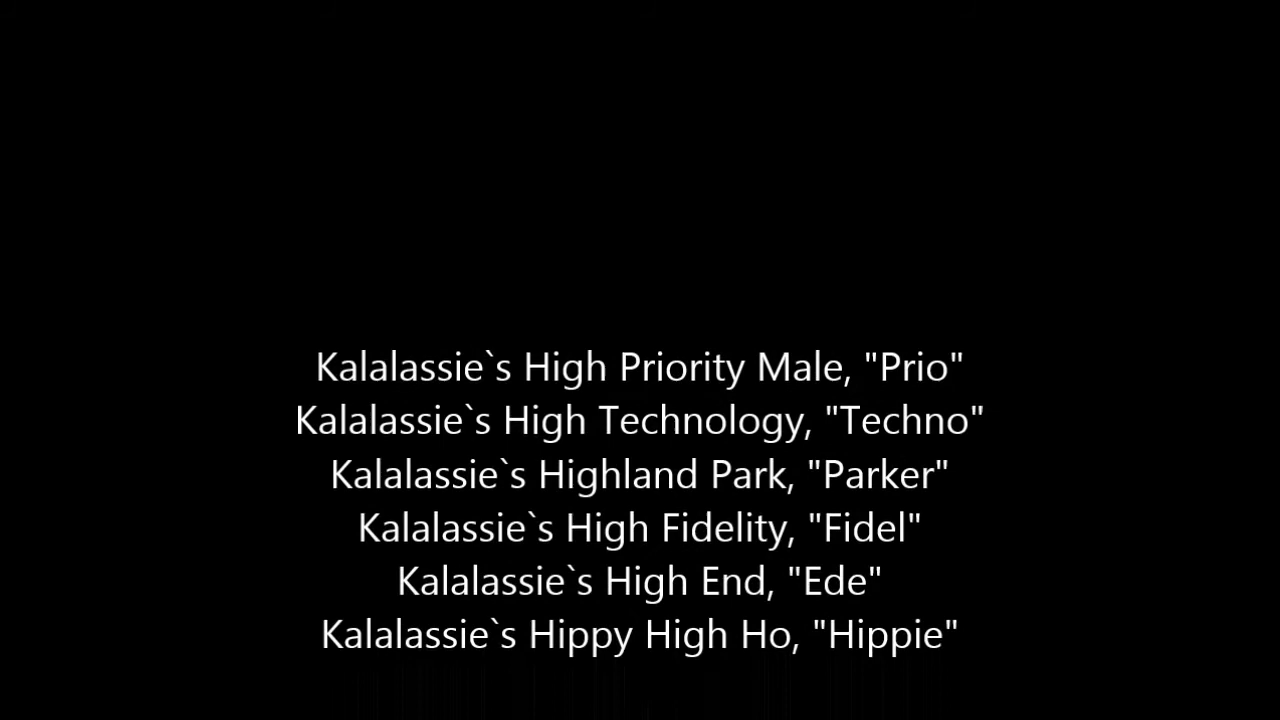 Kalalassie`s High Priority Male, "Prio"
Kalalassie`s High Technology, "Techno"
Kalalassie`s Highland Park, "Parker"
Kalalassie`s High Fidelity, "Fidel"
Kalalassie`s High End, "Ede"
Kalalassie`s Hippy High Ho, "Hippie"